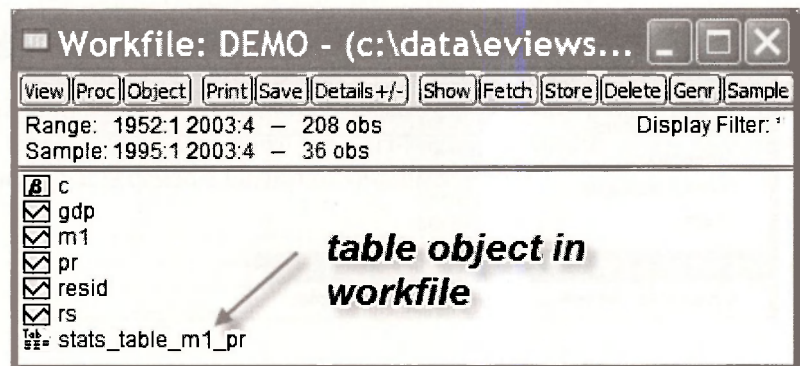 Workfile: DEMO - (c:\data\eviews...
View Proc Object Print Save Details+/- Show Fetch Store Delete Genr Sample
Range: 1952:1 2003:4 – 208 obs Display Filter: *
Sample: 1995:1 2003:4 – 36 obs
β c
gdp
m1
pr
resid
rs
Tab stats_table_m1_pr
table object in
workfile